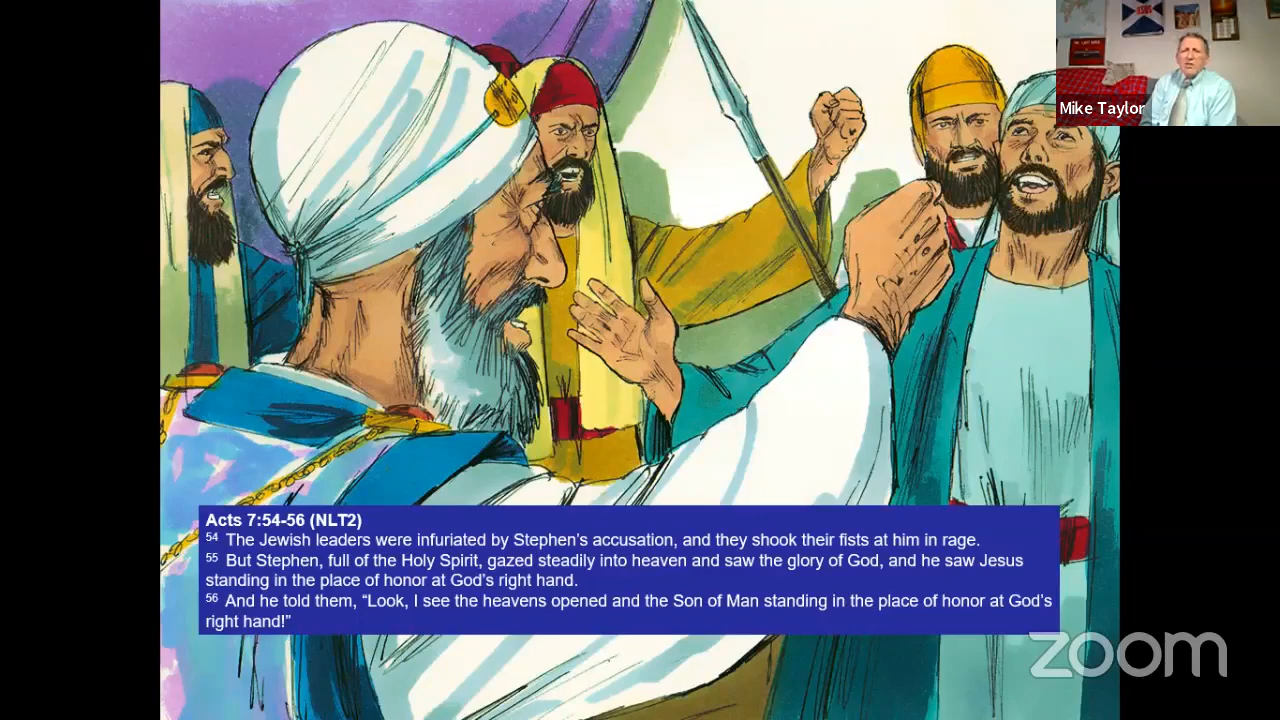 JESUS
Mike Taylor
Acts 7:54-56 (NLT2)
54 The Jewish leaders were infuriated by Stephen’s accusation, and they shook their fists at him in rage.
55 But Stephen, full of the Holy Spirit, gazed steadily into heaven and saw the glory of God, and he saw Jesus
standing in the place of honor at God’s right hand.
56 And he told them, “Look, I see the heavens opened and the Son of Man standing in the place of honor at God’s
right hand!”
zoom